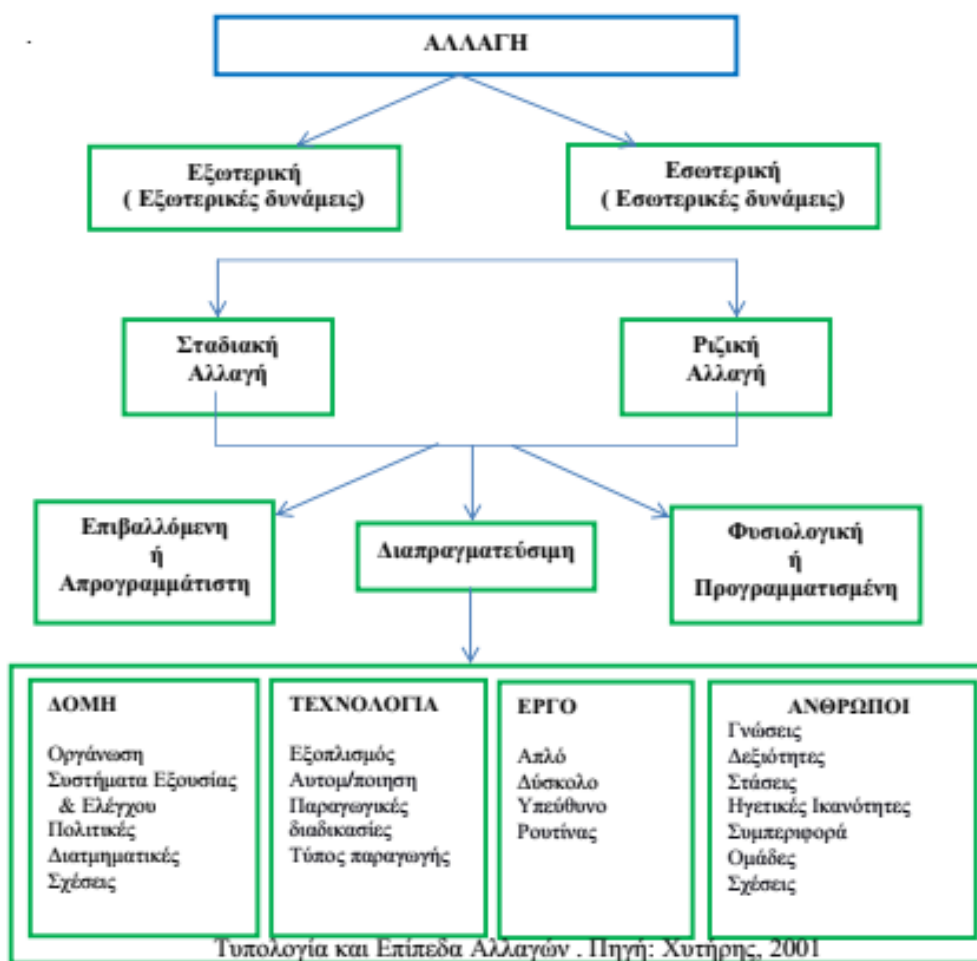 ΑΛΛΑΓΗ
Εξωτερική
( Εξωτερικές δυνάμεις)
Εσωτερική
( Εσωτερικές δυνάμεις)
Σταδιακή
Αλλαγή
Ριζική
Αλλαγή
Επιβαλλόμενη
ή
Απρογραμμάτιστη
Διαπραγματεύσιμη
Φυσιολογική
ή
Προγραμματισμένη
ΔΟΜΗ
Οργάνωση
Συστήματα Εξουσίας
& Ελέγχου
Πολιτικές
Διατμηματικές
Σχέσεις
ΤΕΧΝΟΛΟΓΙΑ
Εξοπλισμός
Αυτομ/ποιηση
Παραγωγικές
διαδικασίες
Τύπος παραγωγής
ΕΡΓΟ
Απλό
Δύσκολο
Υπεύθυνο
Ρουτίνας
ΑΝΘΡΩΠΟΙ
Γνώσεις
Δεξιότητες
Στάσεις
Ηγετικές Ικανότητες
Συμπεριφορά
Ομάδες
Σχέσεις
Τυπολογία και Επίπεδα Αλλαγών . Πηγή: Χυτήρης, 2001